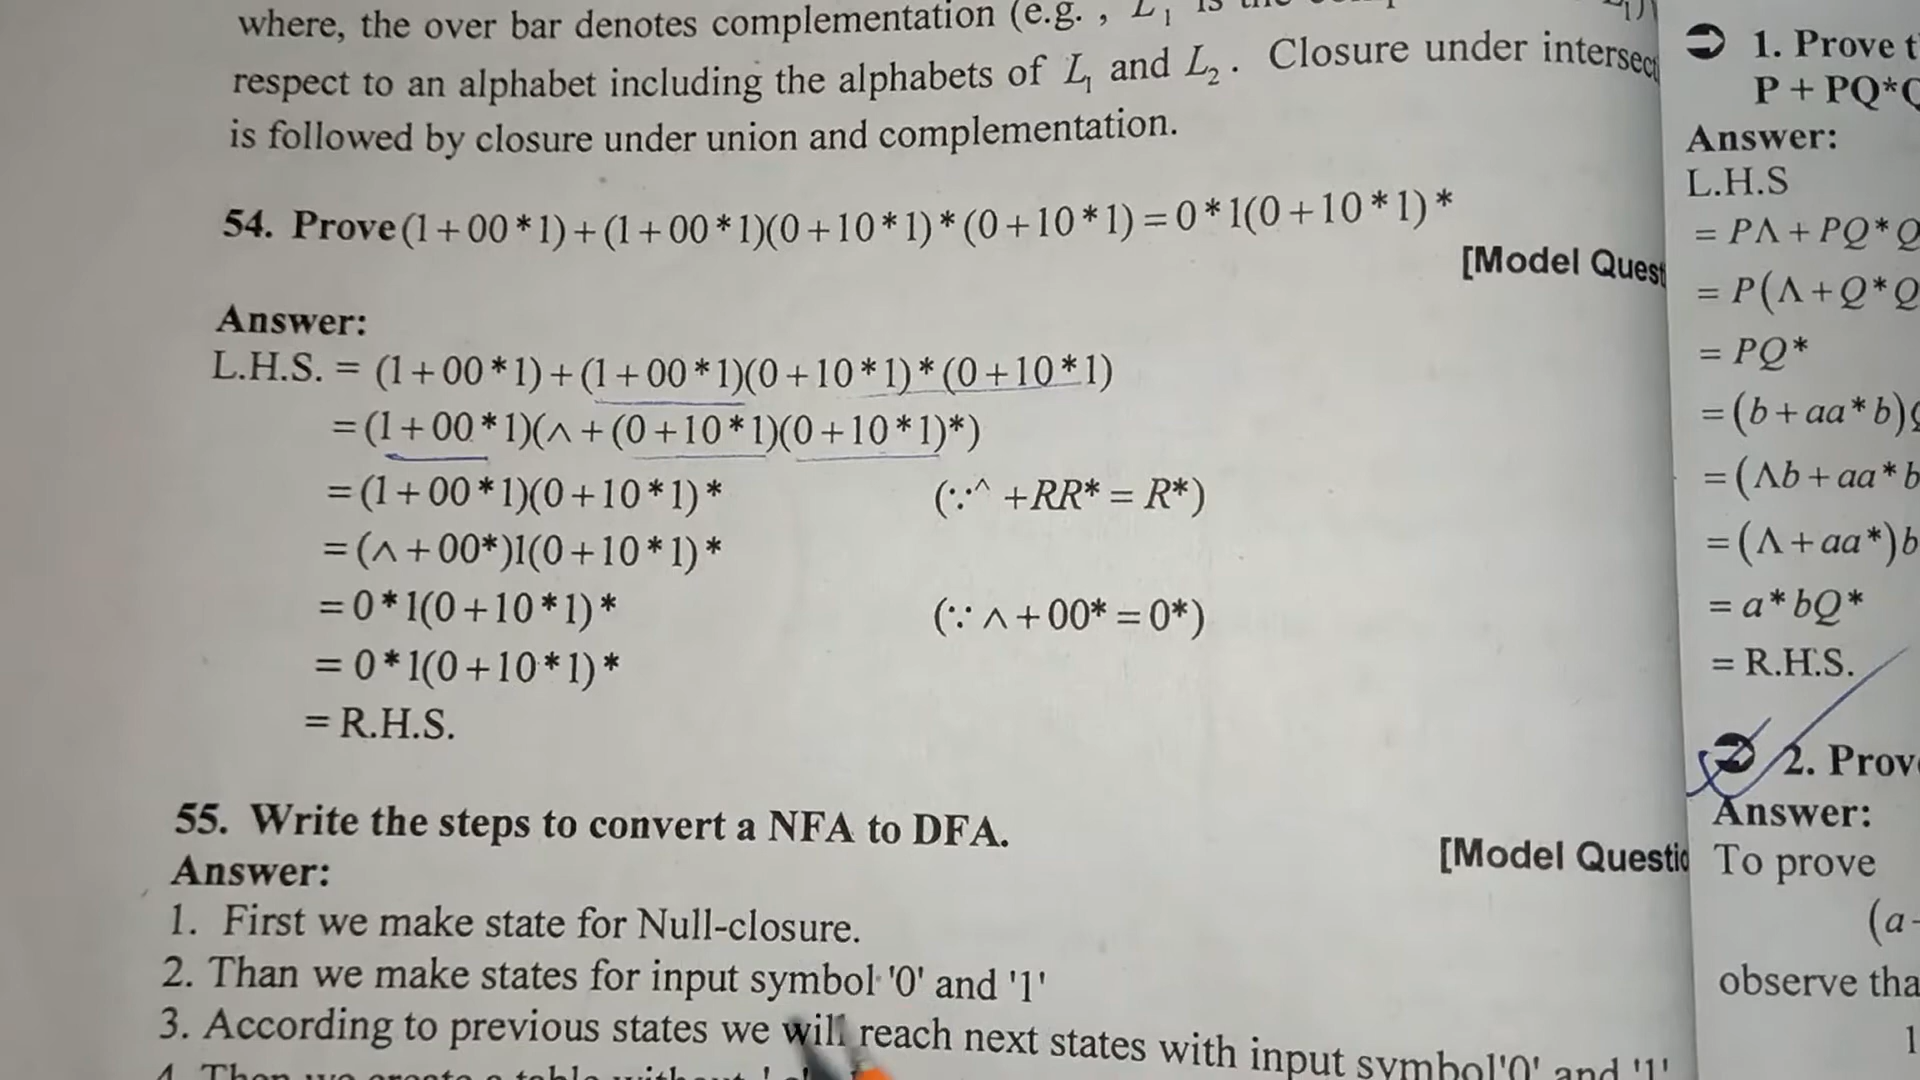 where, the over bar denotes complementation (e.g. , L₁ is the
respect to an alphabet including the alphabets of L₁ and L₂. Closure under intersec
is followed by closure under union and complementation.
54. Prove (1+00*1)+(1+00*1)(0+10*1)*(0+10*1)=0*1(0+10*1)*
[Model Quest
Answer:
L.H.S. = (1+00*1)+(1+00*1)(0+10*1)*(0+10*1)
=(1+00*1)(∧+(0+10*1)(0+10*1)*)
=(1+00*1)(0+10*1)* (∵^ +RR* = R*)
=(∧+00*)1(0+10*1)*
=0*1(0+10*1)* (∵ ∧+00* = 0*)
= 0*1(0+10*1)*
= R.H.S.
55. Write the steps to convert a NFA to DFA.
[Model Questio
Answer:
1. First we make state for Null-closure.
2. Than we make states for input symbol '0' and '1'
3. According to previous states we will reach next states with input symbol'0' and '1'
1. Prove t
P + PQ*Q
Answer:
L.H.S
= PΛ + PQ*Q
= P(Λ+Q*Q
= PQ*
= (b+aa*b)
= (Λb+aa*b
= (Λ+aa*)b
= a*bQ*
= R.H.S.
2. Prov
Answer:
To prove
(a
observe tha
1